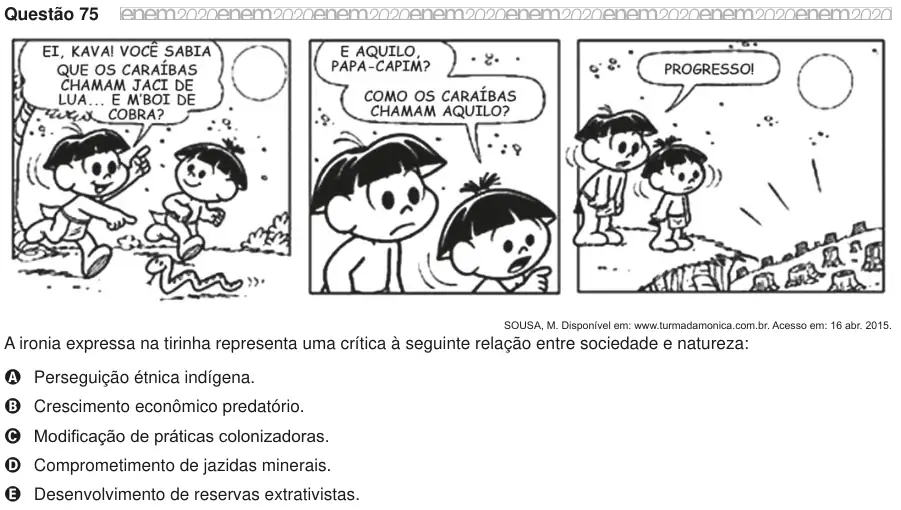 Questão 75 enem2020enem2020enem2020enem2020enem2020enem2020enem2020
EI, KAVA! VOCÊ SABIA
QUE OS CARAÍBAS
CHAMAM JACI DE
LUA... E M'BOI DE
COBRA?
E AQUILO,
PAPA-CAPIM?
COMO OS CARAÍBAS
CHAMAM AQUILO?
PROGRESSO!
SOUSA, M. Disponível em: www.turmadamonica.com.br. Acesso em: 16 abr. 2015.
A ironia expressa na tirinha representa uma crítica à seguinte relação entre sociedade e natureza:
A Perseguição étnica indígena.
B Crescimento econômico predatório.
C Modificação de práticas colonizadoras.
D Comprometimento de jazidas minerais.
E Desenvolvimento de reservas extrativistas.